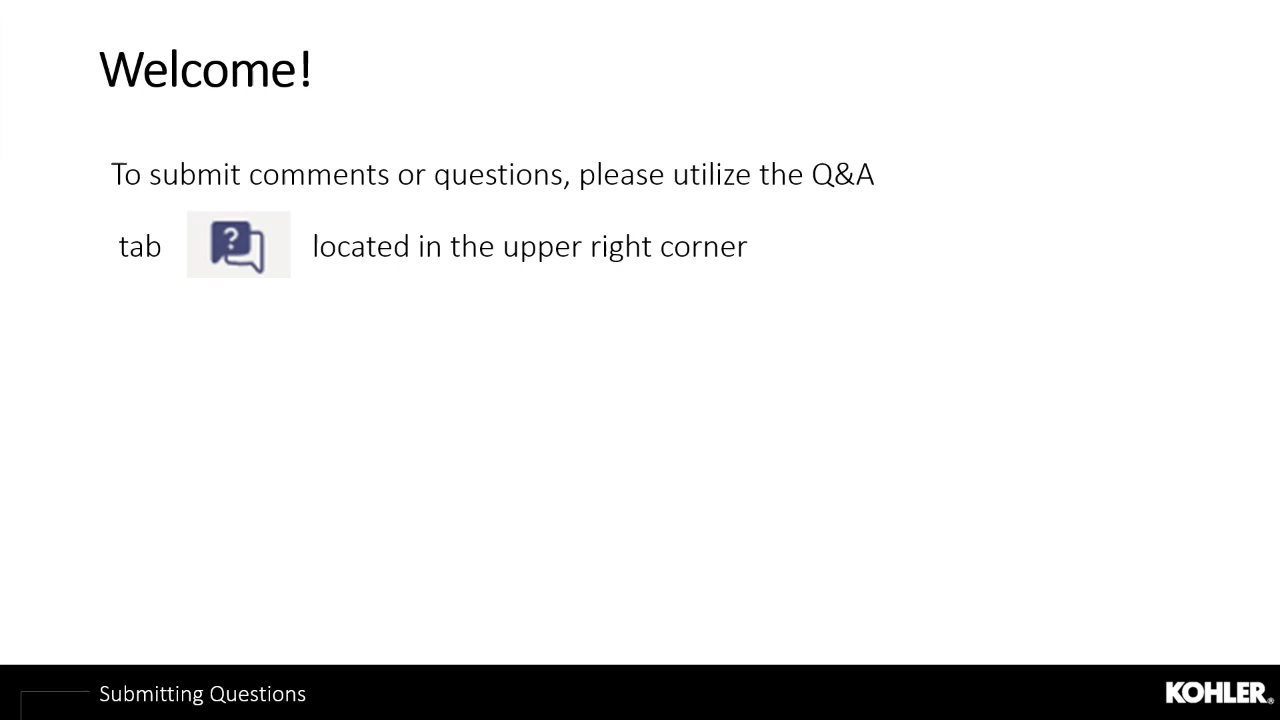 Welcome!
To submit comments or questions, please utilize the Q&A
tab ? located in the upper right corner
Submitting Questions
KOHLER®